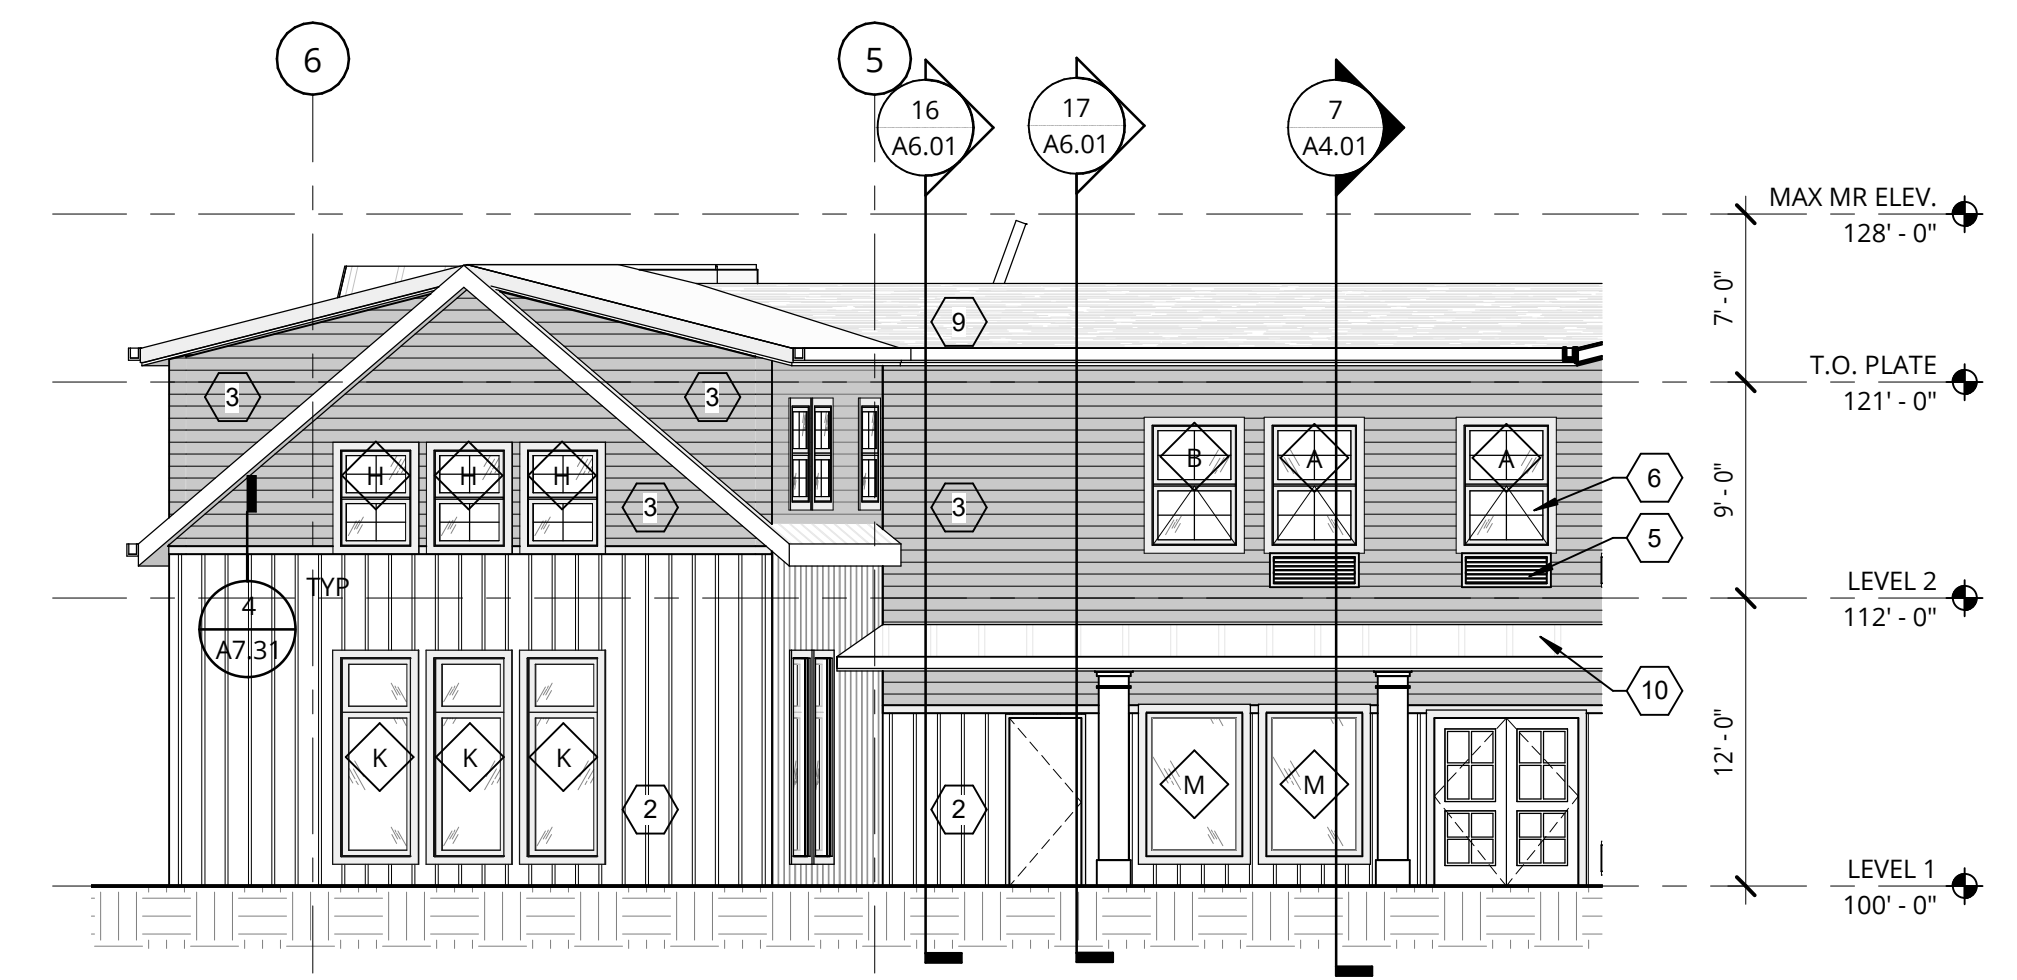 6
5
16
A6.01
17
A6.01
7
A4.01
MAX MR ELEV.
128' - 0"
7' - 0"
9
T.O. PLATE
121' - 0"
3
3
H
H
H
B
A
A
6
9' - 0"
3
3
5
LEVEL 2
112' - 0"
TYP
4
A7.31
10
12' - 0"
K
K
K
M
M
2
2
LEVEL 1
100' - 0"